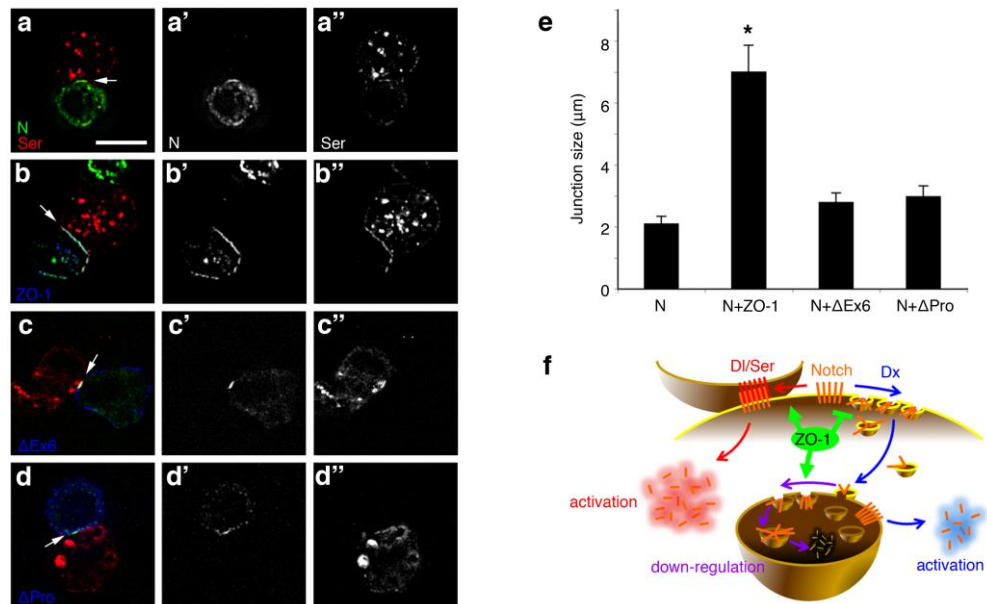 a
a'
a"
N
Ser
N
Ser
b
b'
b"
ZO-1
c
c'
c"
ΔEx6
d
d'
d"
ΔPro
e
*
Junction size (μm)
8
6
4
2
0
N
N+ZO-1
N+ΔEx6
N+ΔPro
f
Dl/Ser
Notch
Dx
ZO-1
activation
down-regulation
activation